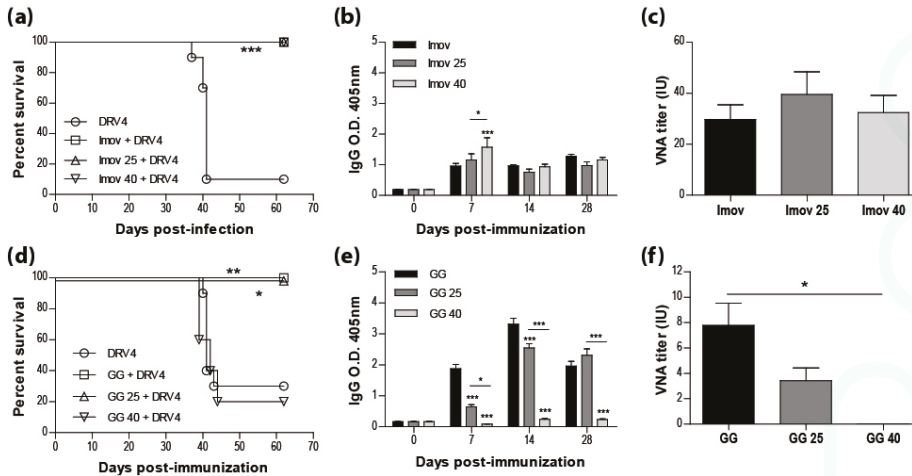 (a)
Percent survival
100
80
60
40
20
0
***
DRV4
Imov + DRV4
Imov 25 + DRV4
Imov 40 + DRV4
0 10 20 30 40 50 60 70
Days post-infection
(b)
IgG O.D. 405nm
5
4
3
2
1
0
Imov
Imov 25
Imov 40
*
***
0 7 14 28
Days post-immunization
(c)
VNA titer (IU)
60
40
20
0
Imov Imov 25 Imov 40
(d)
Percent survival
100
80
60
40
20
0
**
*
DRV4
GG + DRV4
GG 25 + DRV4
GG 40 + DRV4
0 10 20 30 40 50 60 70
Days post-immunization
(e)
IgG O.D. 405nm
5
4
3
2
1
0
GG
GG 25
GG 40
*
***
***
***
***
***
***
***
0 7 14 28
Days post-immunization
(f)
VNA titer (IU)
12
10
8
6
4
2
0
*
GG GG 25 GG 40